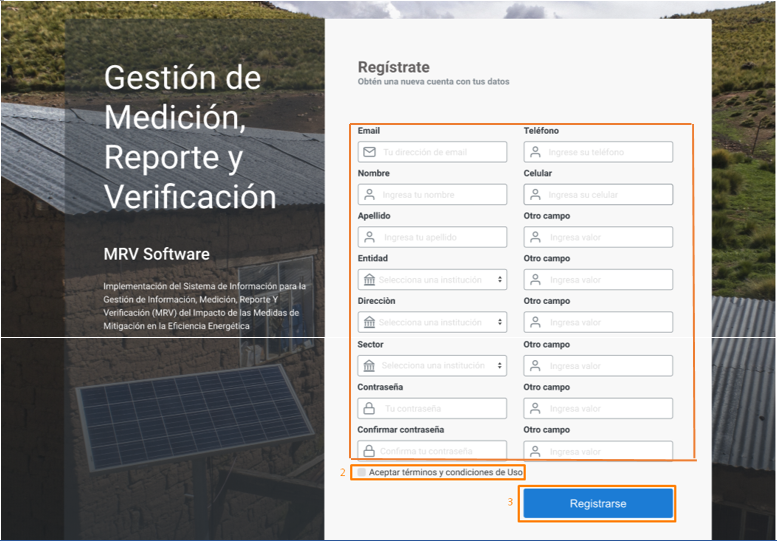 Gestión de
Medición,
Reporte y
Verificación
MRV Software
Implementación del Sistema de Información para la
Gestión de Información, Medición, Reporte Y
Verificación (MRV) del Impacto de las Medidas de
Mitigación en la Eficiencia Energética
Regístrate
Obtén una nueva cuenta con tus datos
Email
Teléfono
Tu dirección de email
Ingrese su teléfono
Nombre
Celular
Ingresa tu nombre
Ingresa su celular
Apellido
Otro campo
Ingresa tu apellido
Ingresa valor
Entidad
Otro campo
Selecciona una institución
Ingresa valor
Direcciòn
Otro campo
Selecciona una institución
Ingresa valor
Sector
Otro campo
Selecciona una institución
Ingresa valor
Contraseña
Otro campo
Tu contraseña
Ingresa valor
Confirmar contraseña
Otro campo
Confirma tu contraseña
Ingresa valor
2 Aceptar términos y condiciones de Uso
3 Registrarse